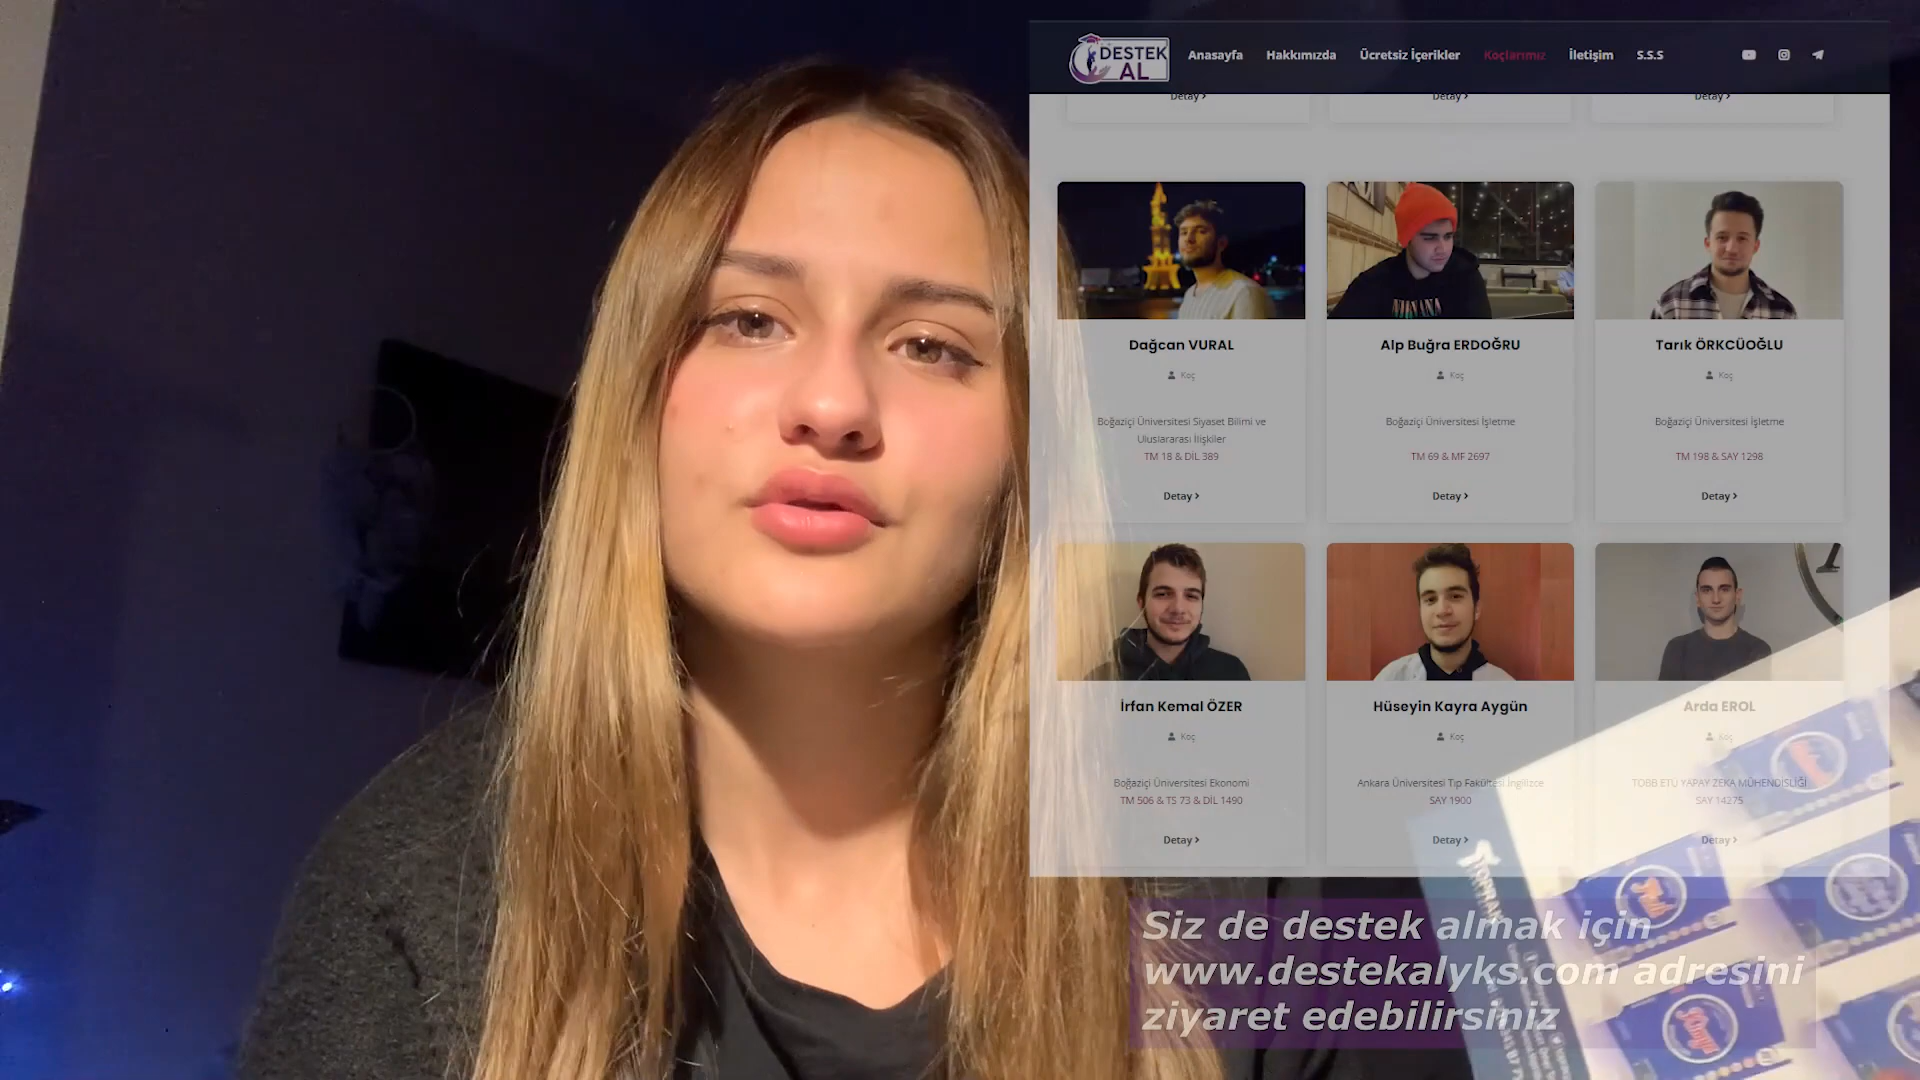 DESTEK
AL
Anasayfa Hakkımızda Ücretsiz İçerikler Koçlarımız İletişim S.S.S
Detay Detay Detay
NIRVANA
Dağcan VURAL
Koç
Boğaziçi Üniversitesi Siyaset Bilimi ve
Uluslararası İlişkiler
TM 18 & DİL 389
Detay
Alp Buğra ERDOĞRU
Koç
Boğaziçi Üniversitesi İşletme
TM 69 & MF 2697
Detay
Tarık ÖRKCÜOĞLU
Koç
Boğaziçi Üniversitesi İşletme
TM 198 & SAY 1298
Detay
İrfan Kemal ÖZER
Koç
Boğaziçi Üniversitesi Ekonomi
TM 506 & TS 73 & DİL 1490
Detay
Hüseyin Kayra Aygün
Koç
Ankara Üniversitesi Tıp Fakültesi İngilizce
SAY 1900
Detay
Arda EROL
Koç
TOBB ETÜ YAPAY ZEKA MÜHENDİSLİĞİ
SAY 14275
Detay
Siz de destek almak için
www.destekalyks.com adresini
ziyaret edebilirsiniz